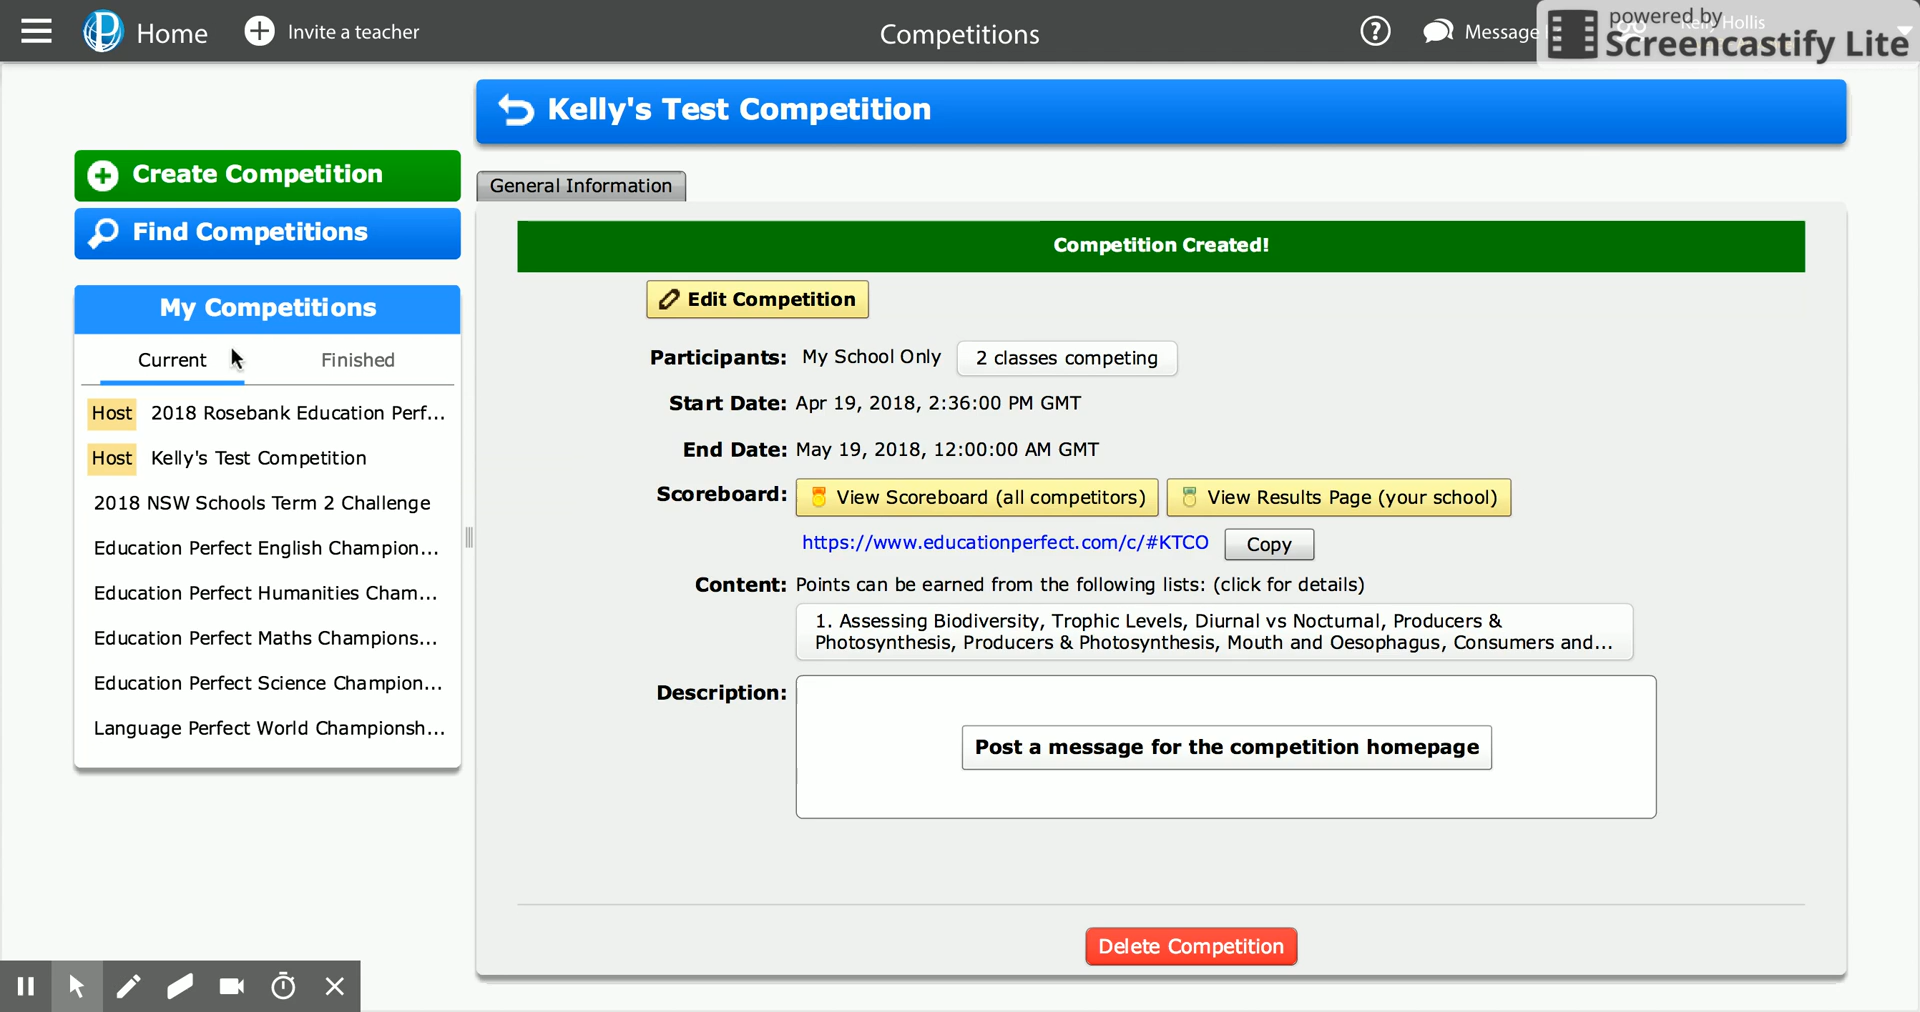 Home
Invite a teacher
Competitions
?
Message
powered by
Screencastify Lite
Kelly's Test Competition
Create Competition
Find Competitions
My Competitions
Current
Finished
Host 2018 Rosebank Education Perf...
Host Kelly's Test Competition
2018 NSW Schools Term 2 Challenge
Education Perfect English Champion...
Education Perfect Humanities Cham...
Education Perfect Maths Champions...
Education Perfect Science Champion...
Language Perfect World Championsh...
General Information
Competition Created!
Edit Competition
Participants: My School Only 2 classes competing
Start Date: Apr 19, 2018, 2:36:00 PM GMT
End Date: May 19, 2018, 12:00:00 AM GMT
Scoreboard: View Scoreboard (all competitors) View Results Page (your school)
https://www.educationperfect.com/c/#KTCO Copy
Content: Points can be earned from the following lists: (click for details)
1. Assessing Biodiversity, Trophic Levels, Diurnal vs Nocturnal, Producers &
Photosynthesis, Producers & Photosynthesis, Mouth and Oesophagus, Consumers and...
Description:
Post a message for the competition homepage
Delete Competition